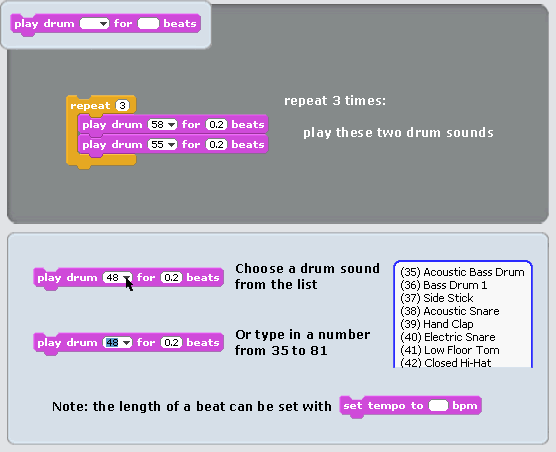 play drum for beats
repeat 3
play drum 58 for 0.2 beats
play drum 55 for 0.2 beats
repeat 3 times:
play these two drum sounds
play drum 48 for 0.2 beats
Choose a drum sound
from the list
play drum 48 for 0.2 beats
Or type in a number
from 35 to 81
(35) Acoustic Bass Drum
(36) Bass Drum 1
(37) Side Stick
(38) Acoustic Snare
(39) Hand Clap
(40) Electric Snare
(41) Low Floor Tom
(42) Closed Hi-Hat
Note: the length of a beat can be set with set tempo to bpm